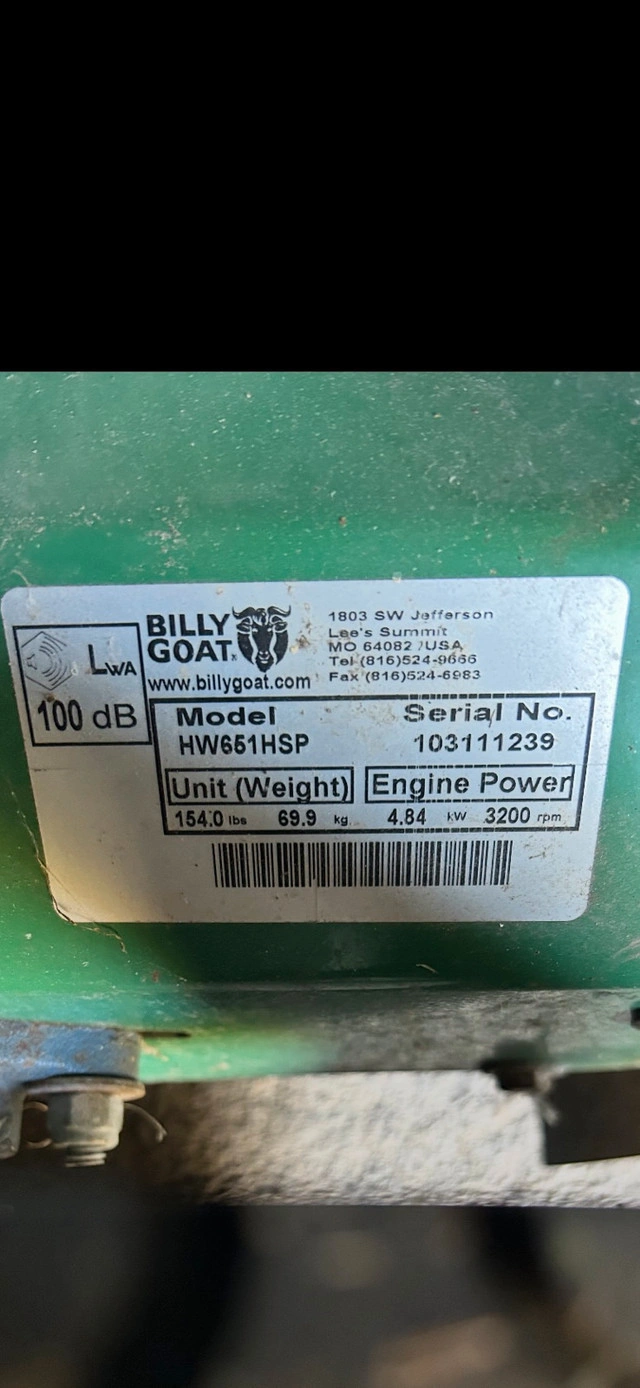 BILLY
GOAT®
www.billygoat.com
1803 SW Jefferson
Lee's Summit
MO 64082 USA
Tel (816)524-9666
Fax (816)524-6983
LWA
100 dB
Model Serial No.
HW651HSP 103111239
Unit (Weight) Engine Power
154.0 lbs 69.9 kg 4.84 kW 3200 rpm